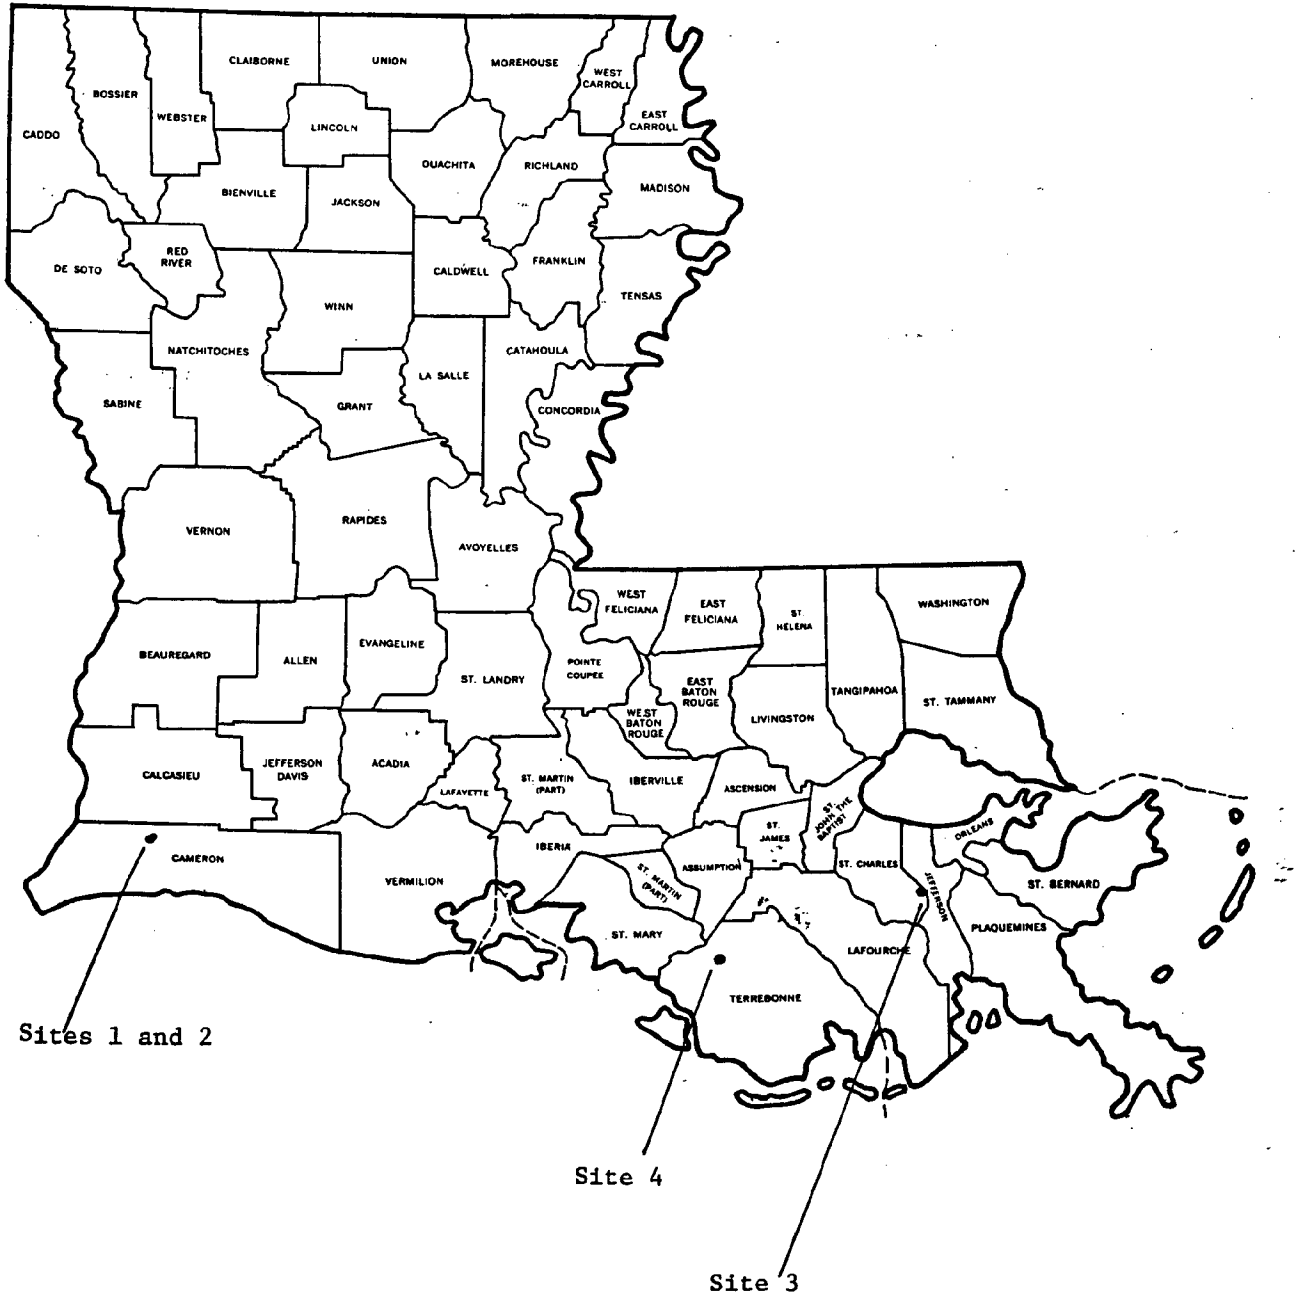 CLAIBORNE
UNION
MOREHOUSE
WEST
CARROLL
BOSSIER
WEBSTER
CADDO
LINCOLN
EAST
CARROLL
OUACHITA
RICHLAND
BIENVILLE
JACKSON
MADISON
RED
RIVER
DE SOTO
CALDWELL
FRANKLIN
WINN
TENSAS
NATCHITOCHES
CATAHOULA
LA SALLE
SABINE
GRANT
CONCORDIA
VERNON
RAPIDES
AVOYELLES
WEST
FELICIANA
EAST
FELICIANA
ST.
HELENA
WASHINGTON
BEAUREGARD
ALLEN
EVANGELINE
ST. LANDRY
POINTE
COUPEE
EAST
BATON
ROUGE
TANGIPAHOA
ST. TAMMANY
WEST
BATON
ROUGE
LIVINGSTON
CALCASIEU
JEFFERSON
DAVIS
ACADIA
LAFAYETTE
ST. MARTIN
(PART)
IBERVILLE
ASCENSION
ST.
JOHN THE
BAPTIST
ST.
JAMES
ORLEANS
CAMERON
VERMILION
IBERIA
ST. MARTIN
(PART)
ASSUMPTION
ST. CHARLES
JEFFERSON
ST. BERNARD
PLAQUEMINES
ST. MARY
LAFOURCHE
TERREBONNE
Sites 1 and 2
Site 4
Site 3